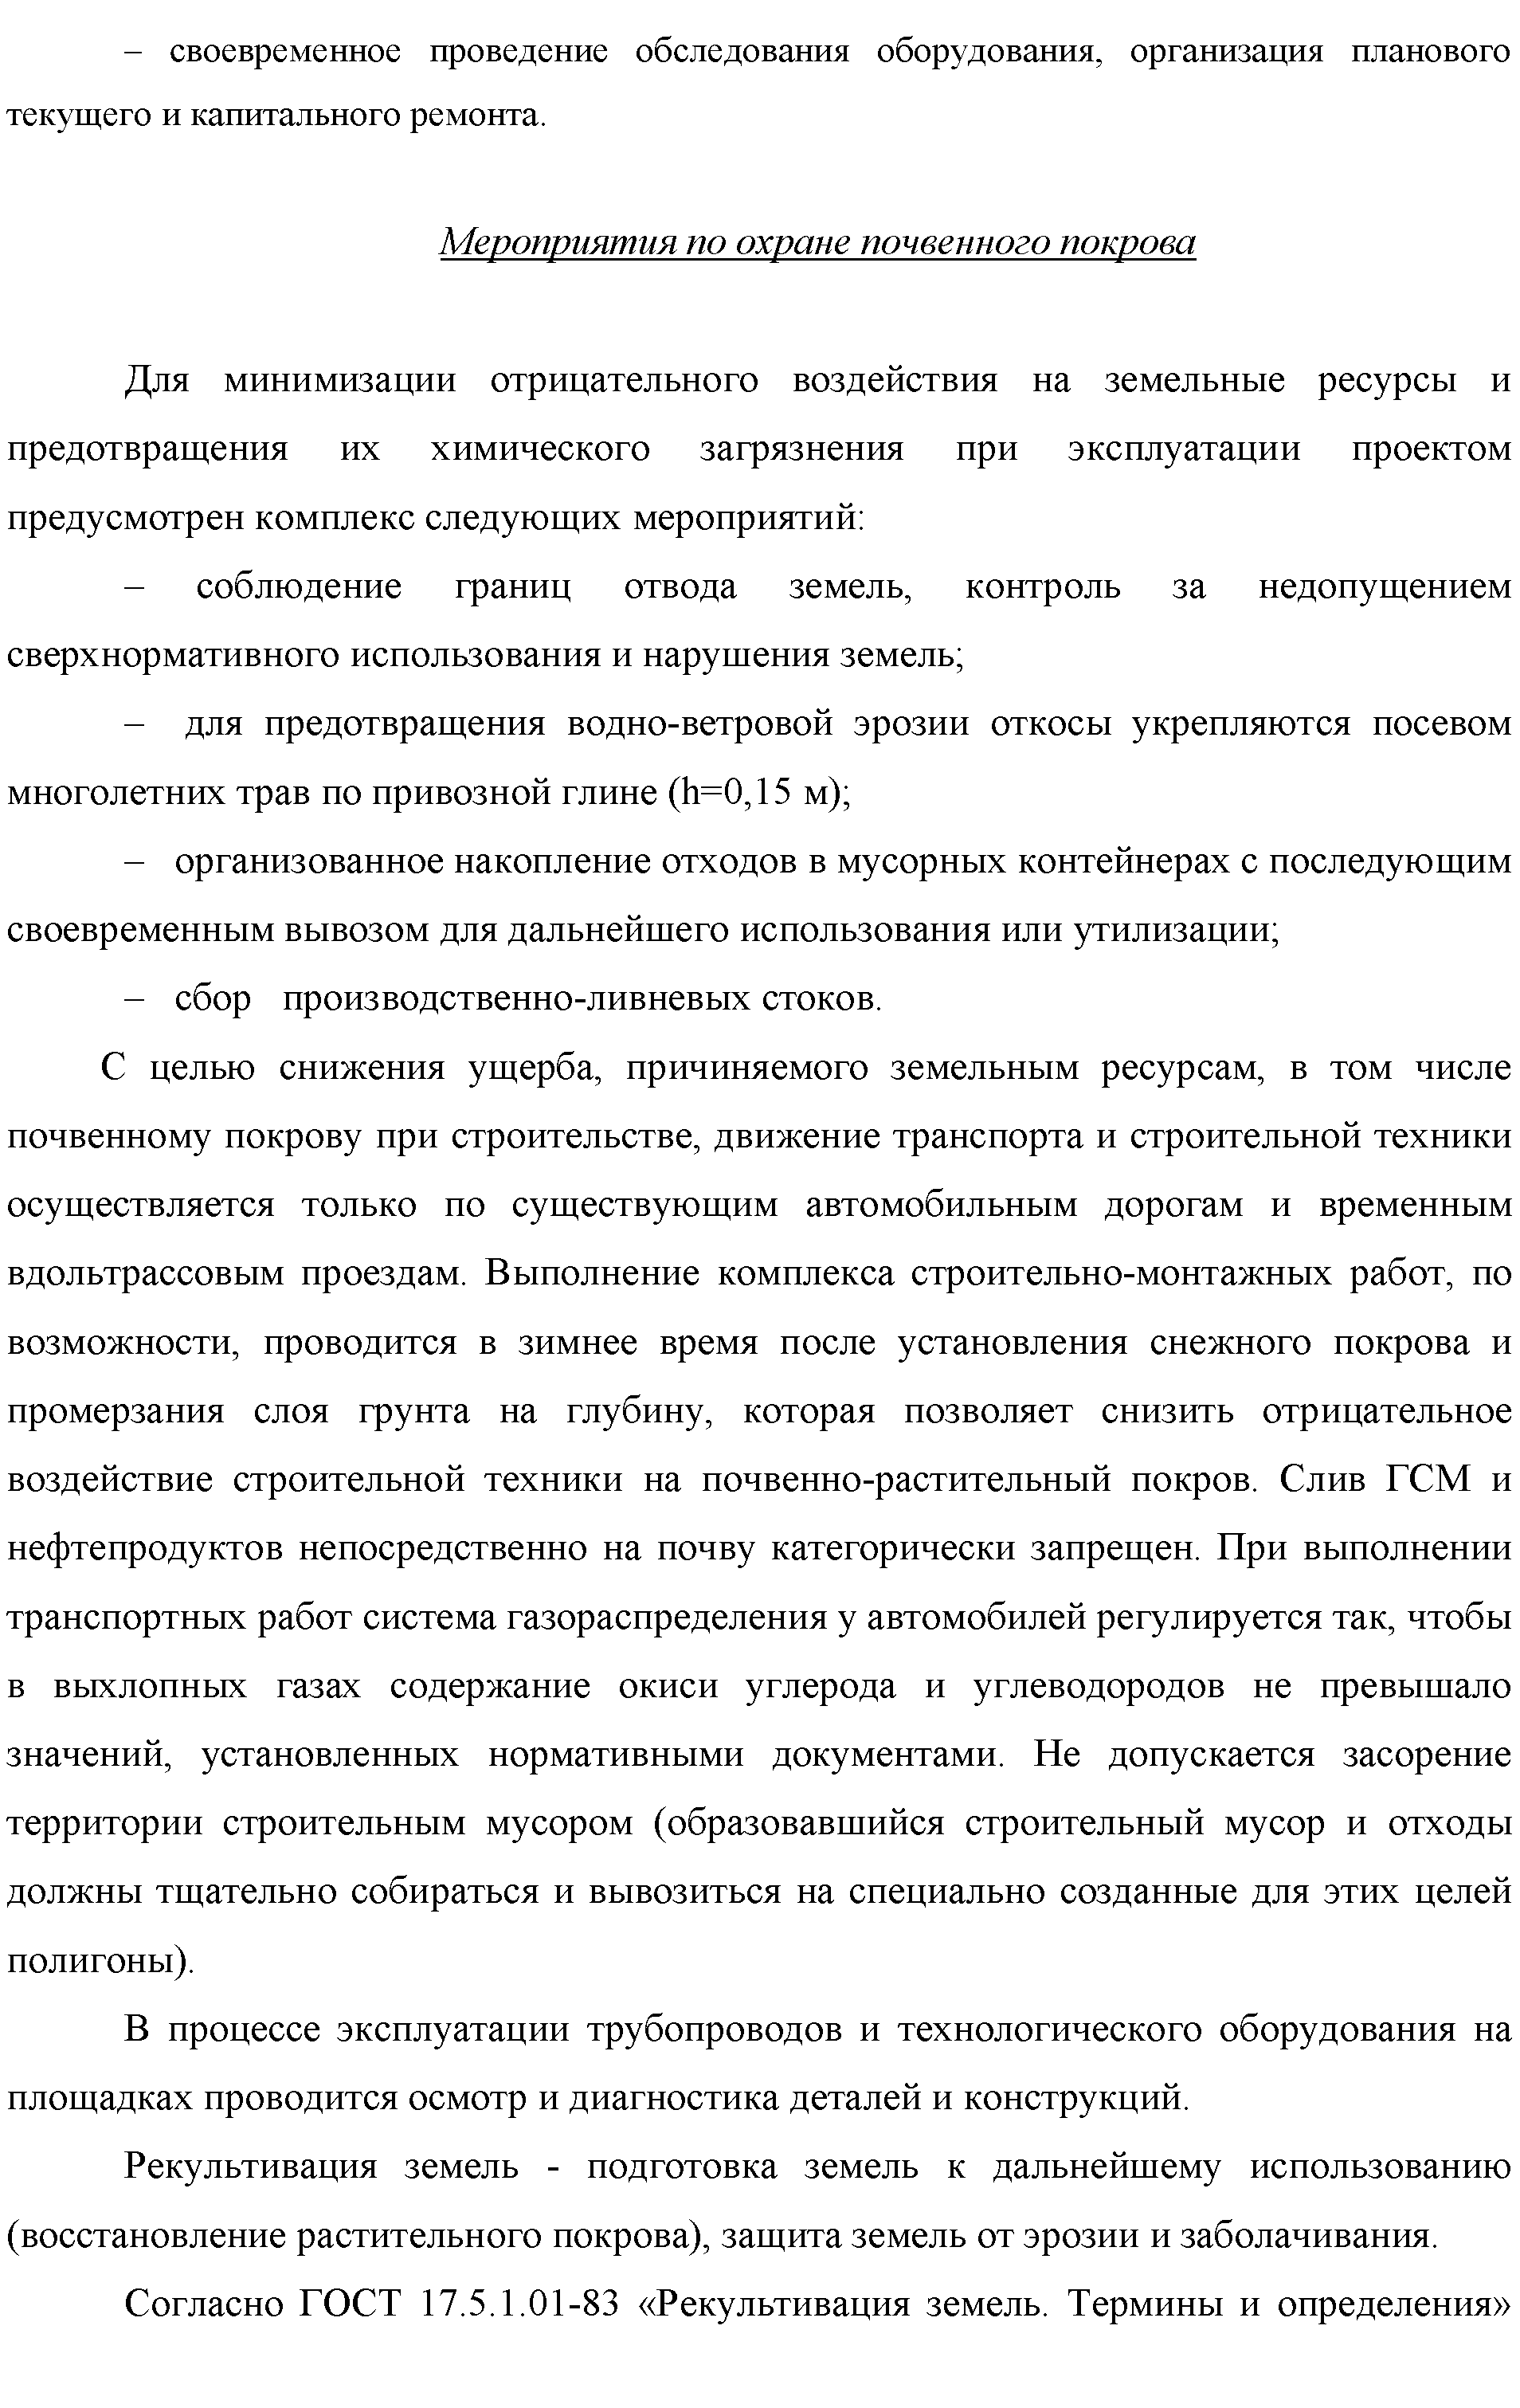 – своевременное проведение обследования оборудования, организация планового
текущего и капитального ремонта.
Мероприятия по охране почвенного покрова
Для минимизации отрицательного воздействия на земельные ресурсы и
предотвращения их химического загрязнения при эксплуатации проектом
предусмотрен комплекс следующих мероприятий:
– соблюдение границ отвода земель, контроль за недопущением
сверхнормативного использования и нарушения земель;
– для предотвращения водно-ветровой эрозии откосы укрепляются посевом
многолетних трав по привозной глине (h=0,15 м);
– организованное накопление отходов в мусорных контейнерах с последующим
своевременным вывозом для дальнейшего использования или утилизации;
– сбор производственно-ливневых стоков.
С целью снижения ущерба, причиняемого земельным ресурсам, в том числе
почвенному покрову при строительстве, движение транспорта и строительной техники
осуществляется только по существующим автомобильным дорогам и временным
вдольтрассовым проездам. Выполнение комплекса строительно-монтажных работ, по
возможности, проводится в зимнее время после установления снежного покрова и
промерзания слоя грунта на глубину, которая позволяет снизить отрицательное
воздействие строительной техники на почвенно-растительный покров. Слив ГСМ и
нефтепродуктов непосредственно на почву категорически запрещен. При выполнении
транспортных работ система газораспределения у автомобилей регулируется так, чтобы
в выхлопных газах содержание окиси углерода и углеводородов не превышало
значений, установленных нормативными документами. Не допускается засорение
территории строительным мусором (образовавшийся строительный мусор и отходы
должны тщательно собираться и вывозиться на специально созданные для этих целей
полигоны).
В процессе эксплуатации трубопроводов и технологического оборудования на
площадках проводится осмотр и диагностика деталей и конструкций.
Рекультивация земель - подготовка земель к дальнейшему использованию
(восстановление растительного покрова), защита земель от эрозии и заболачивания.
Согласно ГОСТ 17.5.1.01-83 «Рекультивация земель. Термины и определения»